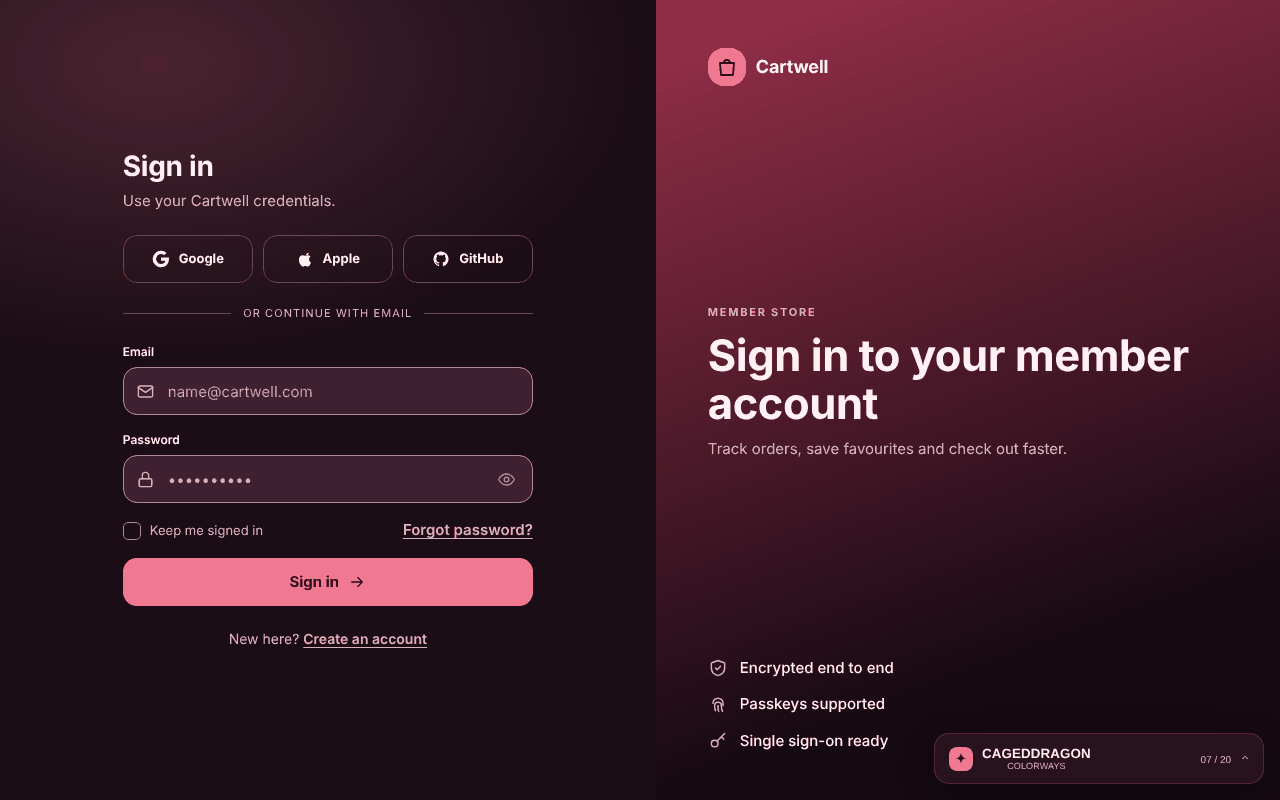 Sign in
Use your Cartwell credentials.
Google
Apple
GitHub
OR CONTINUE WITH EMAIL
Email
name@cartwell.com
Password
••••••••••
Keep me signed in
Forgot password?
Sign in →
New here? Create an account
Cartwell
MEMBER STORE
Sign in to your member
account
Track orders, save favourites and check out faster.
Encrypted end to end
Passkeys supported
Single sign-on ready
CAGEDDRAGON
COLORWAYS
07 / 20